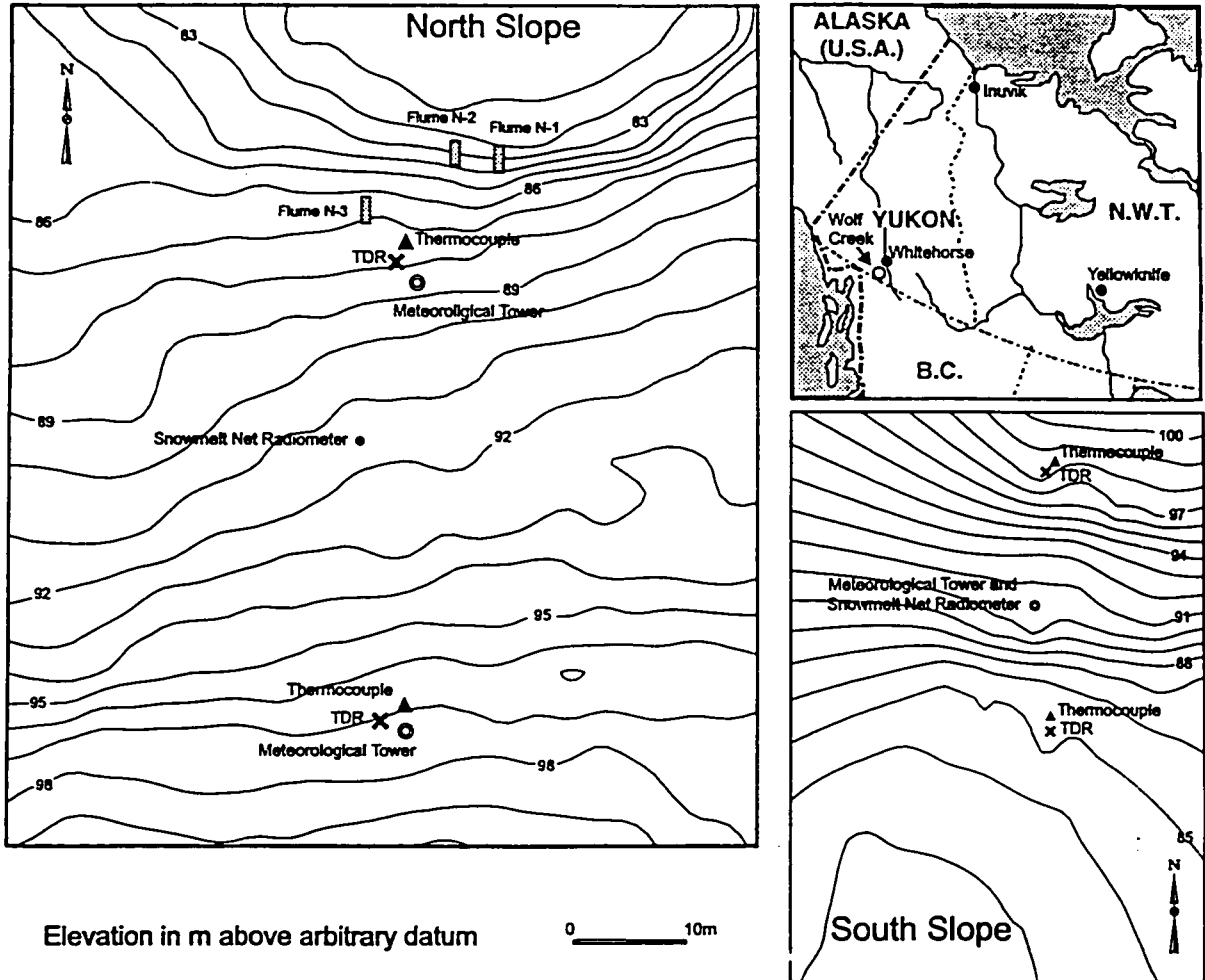 North Slope
83
N
Flume N-2
Flume N-1
83
86
86
Flume N-3
Thermocouple
TDR
89
Meteoroligical Tower
89
Snowmelt Net Radiometer
92
92
95
95
Thermocouple
TDR
Meteorological Tower
98
98
Elevation in m above arbitrary datum
0 10m
ALASKA
(U.S.A.)
Inuvik
N.W.T.
YUKON
Wolf
Creek
Whitehorse
Yellowknife
B.C.
100
Thermocouple
TDR
97
94
Meteorological Tower and
Snowmelt Net Radiometer
91
88
Thermocouple
TDR
85
N
South Slope